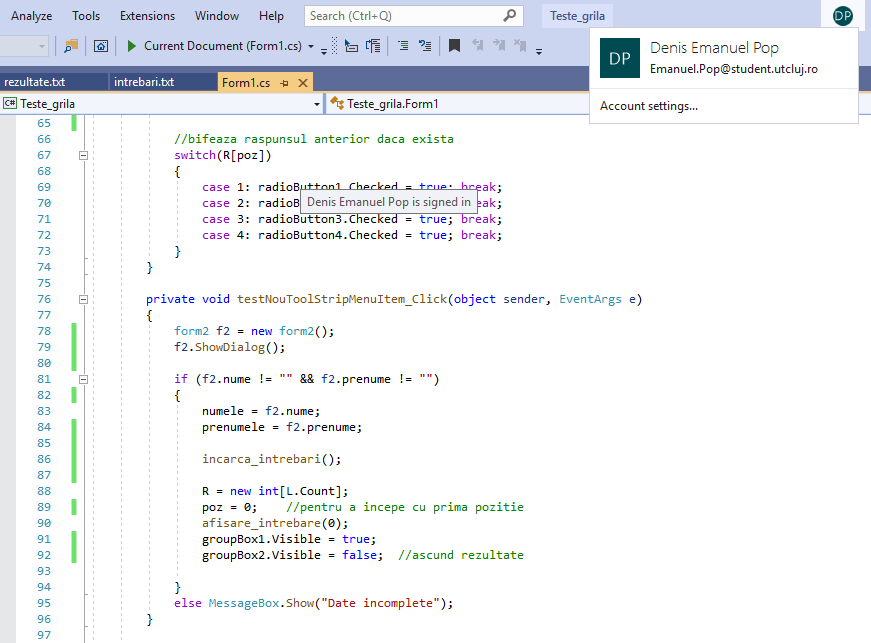 Analyze Tools Extensions Window Help Search (Ctrl+Q) Teste_grila DP
Current Document (Form1.cs)
DP Denis Emanuel Pop
Emanuel.Pop@student.utcluj.ro
Account settings...
rezultate.txt intrebari.txt Form1.cs
C# Teste_grila Teste_grila.Form1
65
66 //bifeaza raspunsul anterior daca exista
67 switch(R[poz])
68 {
69 case 1: radioButton1.Checked = true; break;
Denis Emanuel Pop is signed in
70 case 2: radioB eak;
71 case 3: radioButton3.Checked = true; break;
72 case 4: radioButton4.Checked = true; break;
73 }
74 }
75
76 private void testNouToolStripMenuItem_Click(object sender, EventArgs e)
77 {
78 form2 f2 = new form2();
79 f2.ShowDialog();
80
81 if (f2.nume != "" && f2.prenume != "")
82 {
83 numele = f2.nume;
84 prenumele = f2.prenume;
85
86 incarca_intrebari();
87
88 R = new int[L.Count];
89 poz = 0; //pentru a incepe cu prima pozitie
90 afisare_intrebare(0);
91 groupBox1.Visible = true;
92 groupBox2.Visible = false; //ascund rezultate
93
94 }
95 else MessageBox.Show("Date incomplete");
96 }
97